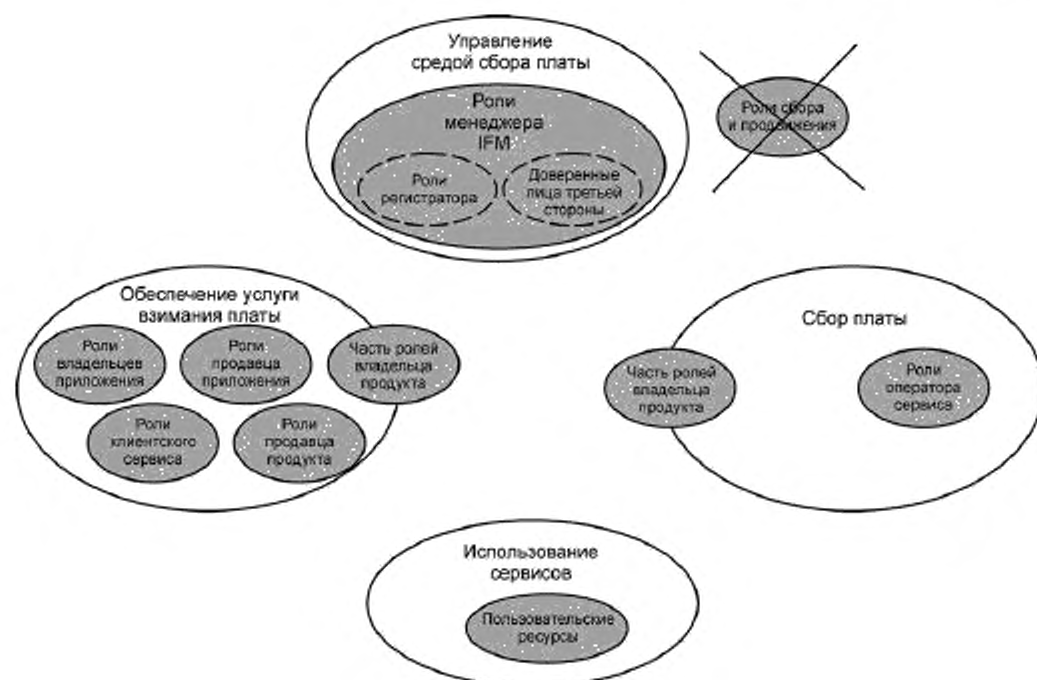 Управление
средой сбора платы
Роли
менеджера
IFM
Роли
регистратора
Доверенные
лица третьей
стороны
Роли сбора
и продвижения
Обеспечение услуги
взимания платы
Роли
владельцев
приложения
Роли
продавца
приложения
Часть ролей
владельца
продукта
Роли
клиентского
сервиса
Роли
продавца
продукта
Сбор платы
Часть ролей
владельца
продукта
Роли
оператора
сервиса
Использование
сервисов
Пользовательские
ресурсы